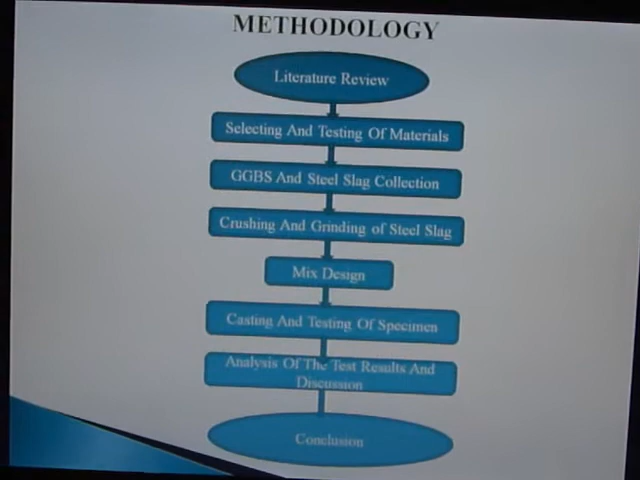 METHODOLOGY
Literature Review
Selecting And Testing Of Materials
GGBS And Steel Slag Collection
Crushing And Grinding of Steel Slag
Mix Design
Casting And Testing Of Specimen
Analysis Of The Test Results And
Discussion
Conclusion